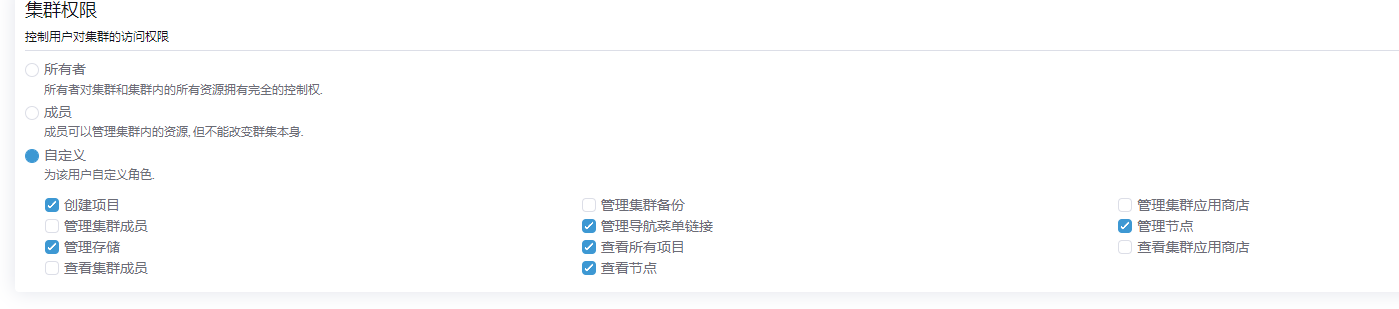 集群权限
控制用户对集群的访问权限
所有者
所有者对集群和集群内的所有资源拥有完全的控制权.
成员
成员可以管理集群内的资源, 但不能改变群集本身.
自定义
为该用户自定义角色.
创建项目 管理集群备份 管理集群应用商店
管理集群成员 管理导航菜单链接 管理节点
管理存储 查看所有项目 查看集群应用商店
查看集群成员 查看节点